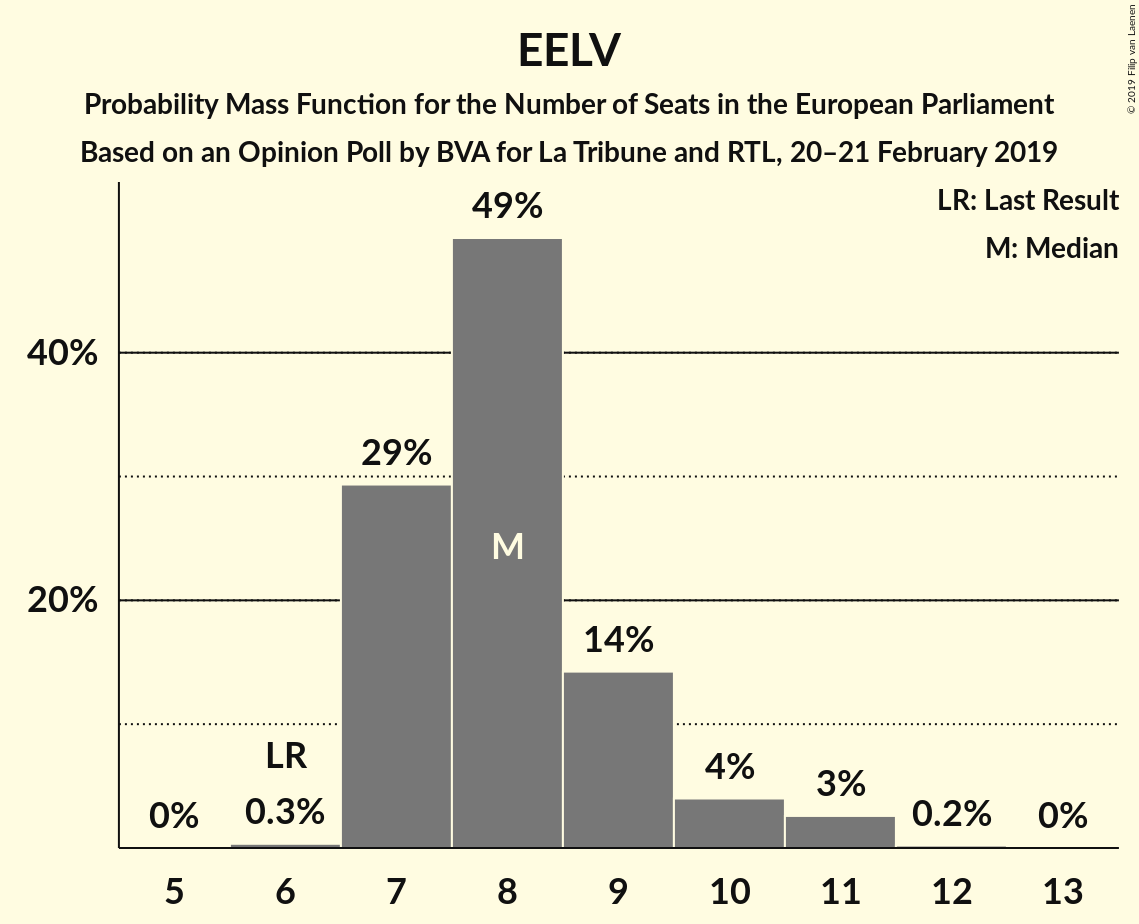 EELV
Probability Mass Function for the Number of Seats in the European Parliament
Based on an Opinion Poll by BVA for La Tribune and RTL, 20–21 February 2019
© 2019 Filip van Laenen
LR: Last Result
M: Median
49%
40%
29%
M
20%
14%
LR
0%
0.3%
4%
3%
0.2%
0%
5 6 7 8 9 10 11 12 13